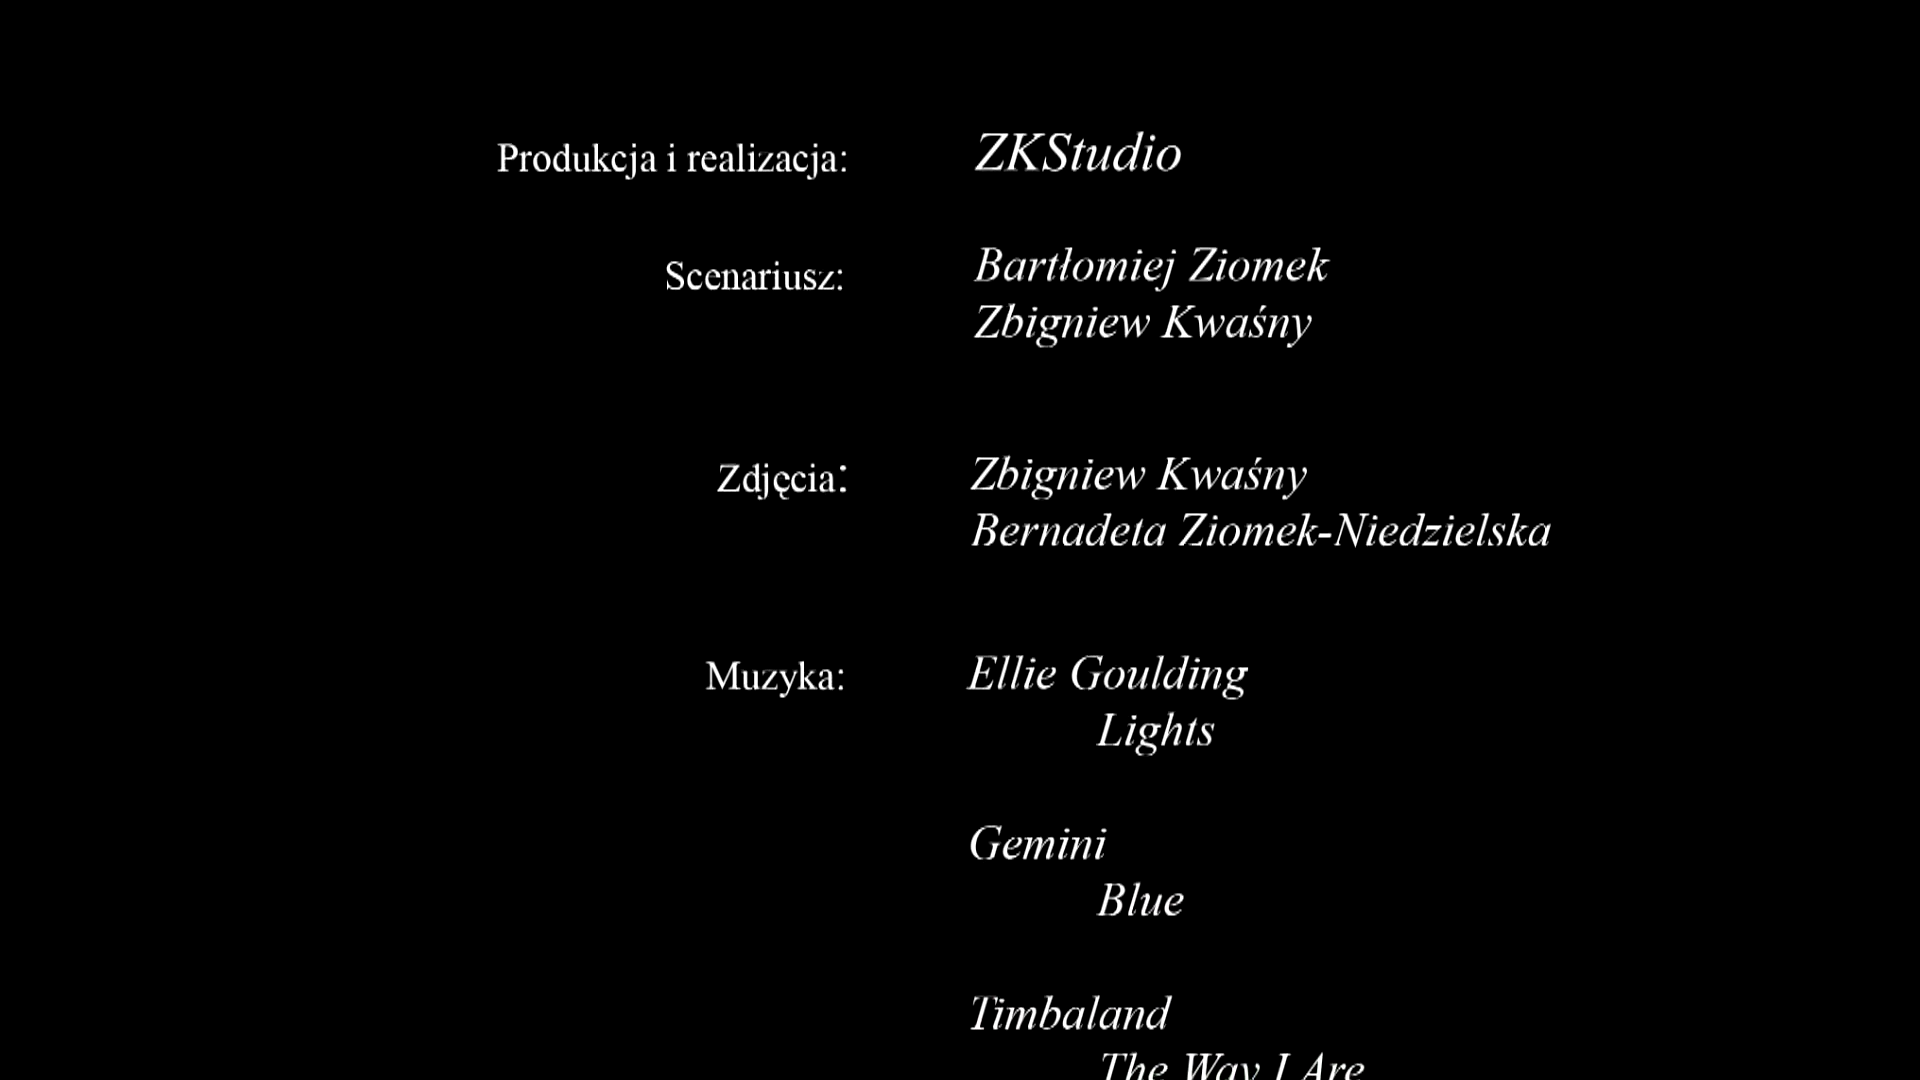 Produkcja i realizacja: ZKStudio
Scenariusz: Bartłomiej Ziomek
Zbigniew Kwaśny
Zdjęcia: Zbigniew Kwaśny
Bernadeta Ziomek-Niedzielska
Muzyka: Ellie Goulding
Lights
Gemini
Blue
Timbaland
The Way I Are